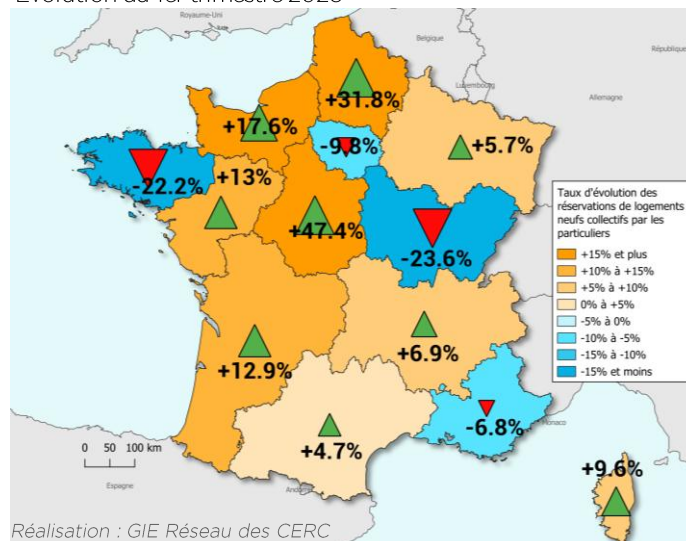 Royaume-Uni
Belgique
République
Luxembourg
Allemagne
+31.8%
+17.6%
-9.8%
+5.7%
-22.2%
+13%
+47.4%
-23.6%
Taux d'évolution des
réservations de logements
neufs collectifs par les
particuliers
+15% et plus
+10% à +15%
+5% à +10%
0% à +5%
-5% à 0%
-10% à -5%
-15% à -10%
-15% et moins
+12.9%
+6.9%
-6.8%
Monaco
+4.7%
0 50 100 km
Espagne
+9.6%
Réalisation : GIE Réseau des CERC